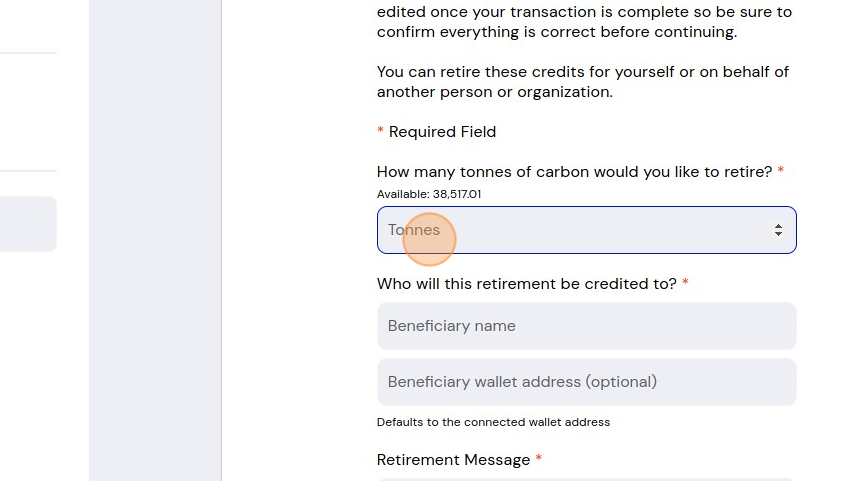 edited once your transaction is complete so be sure to
confirm everything is correct before continuing.
You can retire these credits for yourself or on behalf of
another person or organization.
* Required Field
How many tonnes of carbon would you like to retire? *
Available: 38,517.01
Tonnes
Who will this retirement be credited to? *
Beneficiary name
Beneficiary wallet address (optional)
Defaults to the connected wallet address
Retirement Message *